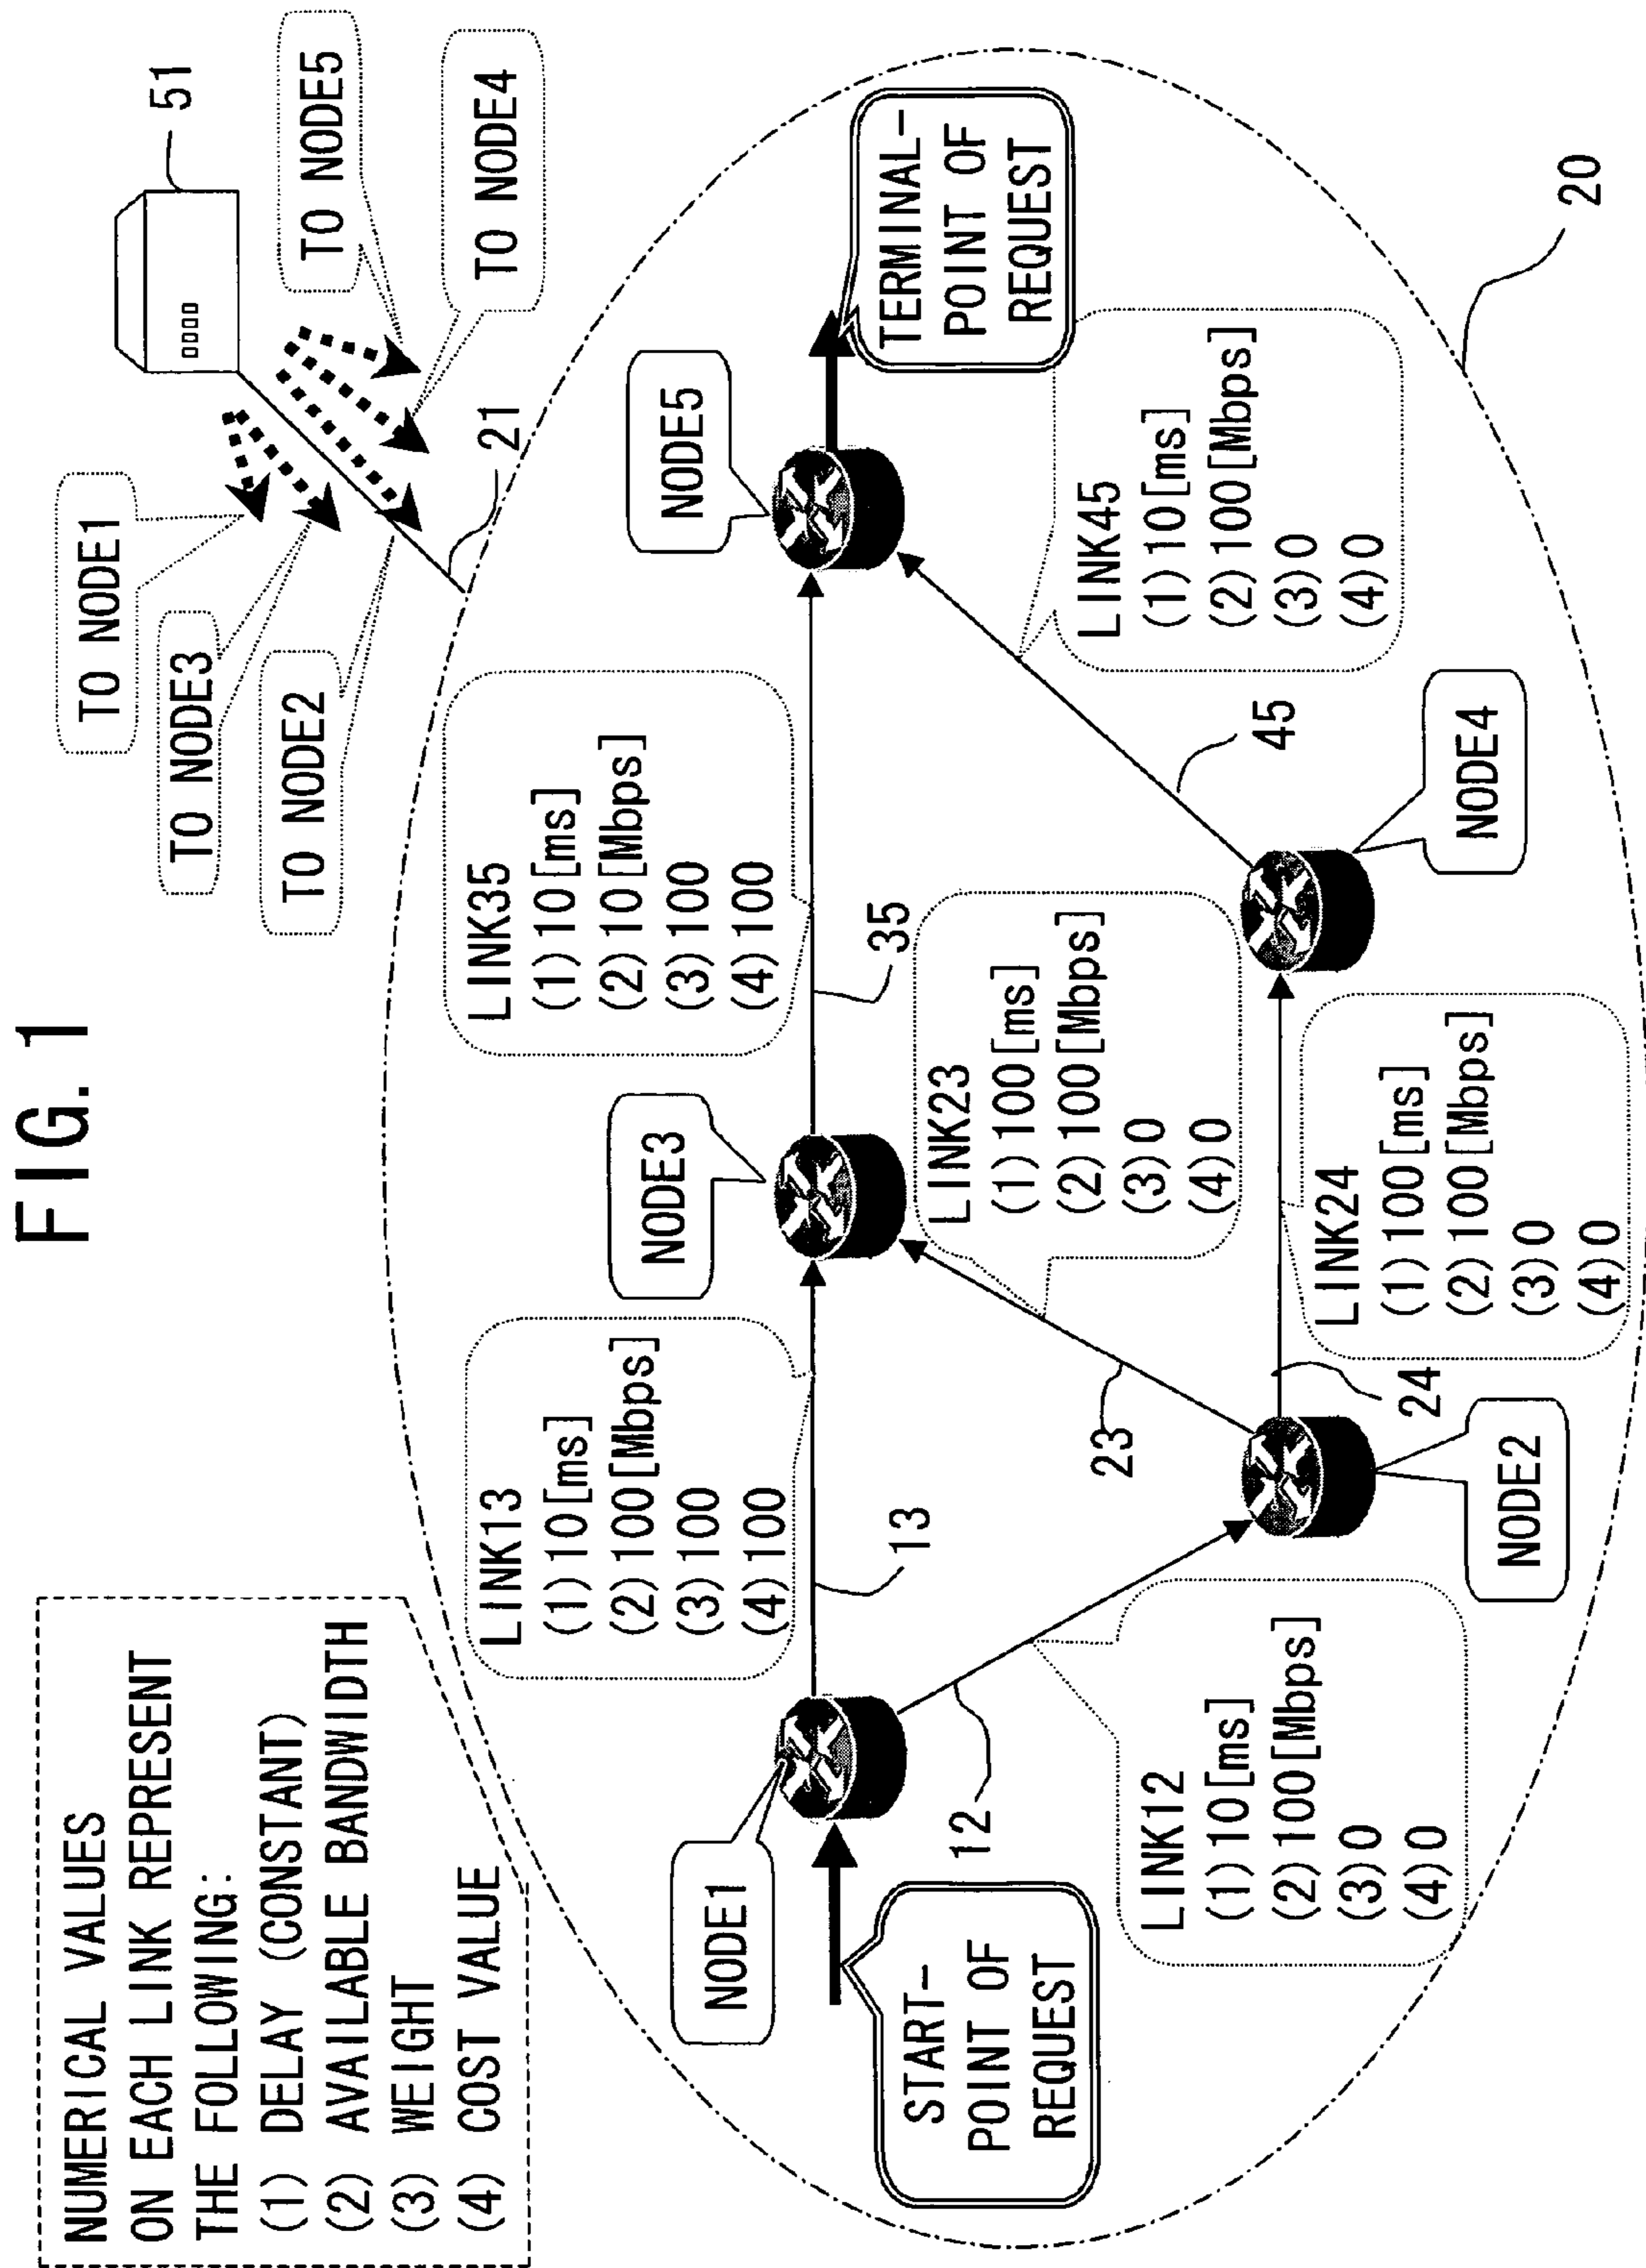 FIG. 1
NUMERICAL VALUES
ON EACH LINK REPRESENT
THE FOLLOWING:
(1) DELAY (CONSTANT)
(2) AVAILABLE BANDWIDTH
(3) WEIGHT
(4) COST VALUE
TO NODE1
TO NODE3
TO NODE2
51
TO NODE5
TO NODE4
21
LINK13
(1)10[ms]
(2)100[Mbps]
(3)100
(4)100
LINK35
(1)10[ms]
(2)10[Mbps]
(3)100
(4)100
NODE1
NODE3
NODE5
START-
POINT OF
REQUEST
13
35
TERMINAL-
POINT OF
REQUEST
12
23
LINK23
(1)100[ms]
(2)100[Mbps]
(3)0
(4)0
LINK12
(1)10[ms]
(2)100[Mbps]
(3)0
(4)0
LINK45
(1)10[ms]
(2)100[Mbps]
(3)0
(4)0
45
NODE2
24
LINK24
(1)100[ms]
(2)100[Mbps]
(3)0
(4)0
NODE4
20